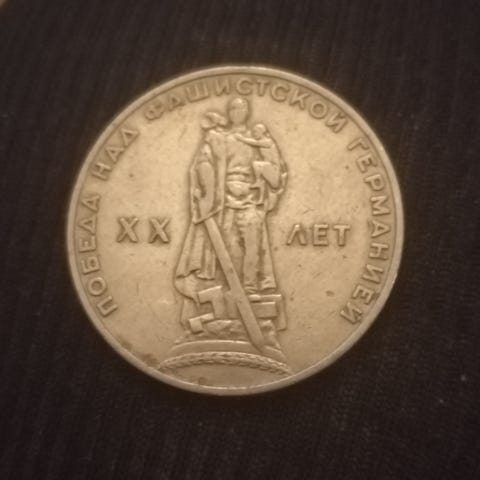 ПОБЕДА НАД ФАШИСТСКОЙ ГЕРМАНИЕЙ
XX ЛЕТ